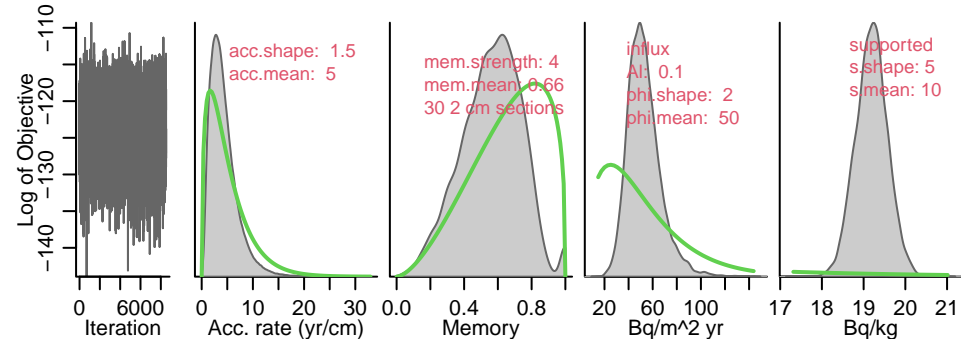 Log of Objective
−110
−120
−130
−140
0 6000
Iteration
acc.shape: 1.5
acc.mean: 5
0 10 20 30
Acc. rate (yr/cm)
mem.strength: 4
mem.mean: 0.66
30 2 cm sections
0.0 0.4 0.8
Memory
influx
Al: 0.1
phi.shape: 2
phi.mean: 50
20 60 100
Bq/m^2 yr
supported
s.shape: 5
s.mean: 10
17 18 19 20 21
Bq/kg